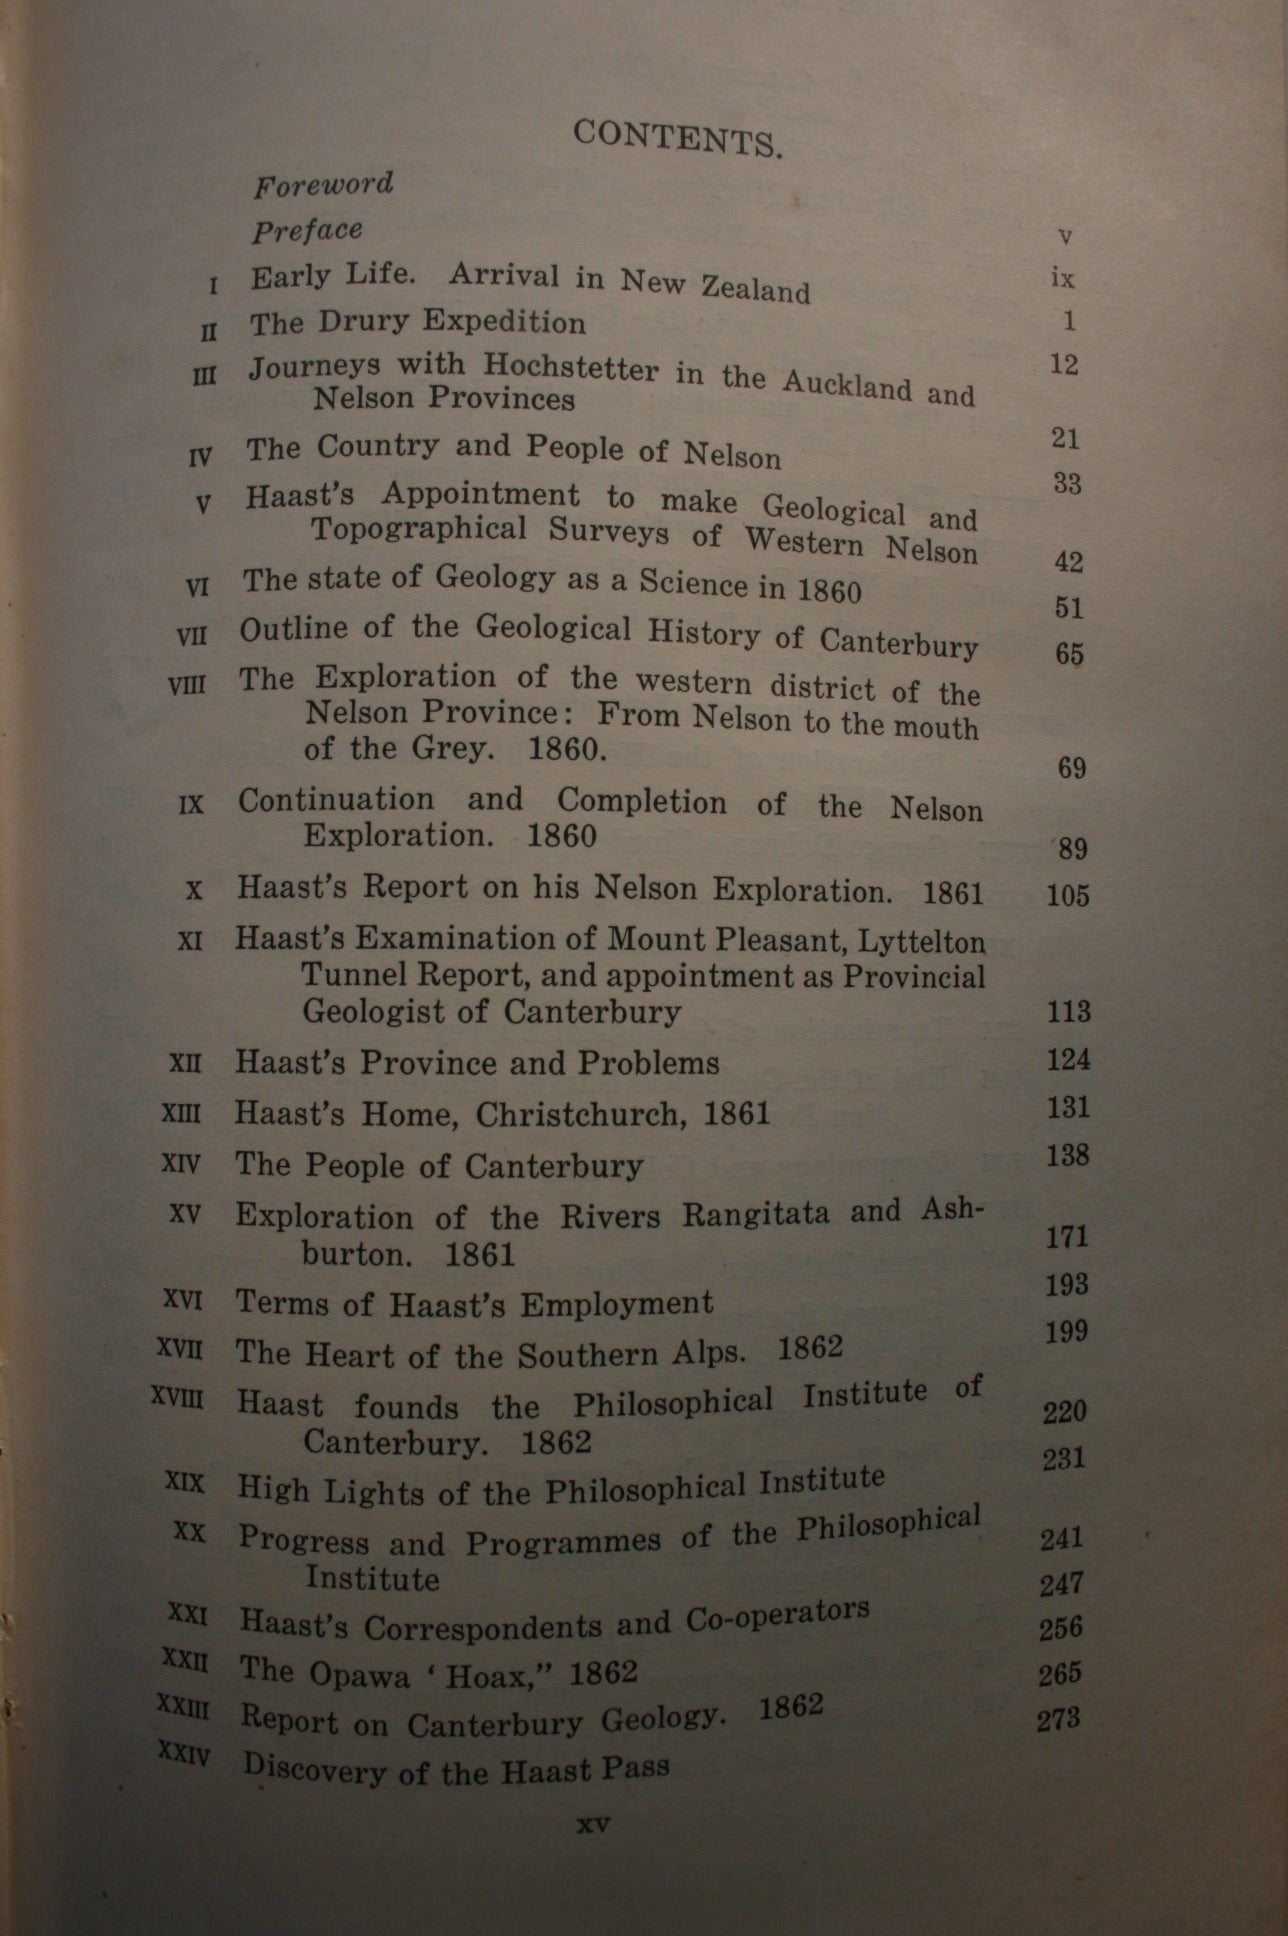 CONTENTS.
Foreword v
Preface ix
I Early Life. Arrival in New Zealand 1
II The Drury Expedition 12
III Journeys with Hochstetter in the Auckland and
Nelson Provinces 21
IV The Country and People of Nelson 33
V Haast's Appointment to make Geological and
Topographical Surveys of Western Nelson 42
VI The state of Geology as a Science in 1860 51
VII Outline of the Geological History of Canterbury 65
VIII The Exploration of the western district of the
Nelson Province: From Nelson to the mouth
of the Grey. 1860. 69
IX Continuation and Completion of the Nelson
Exploration. 1860 89
X Haast's Report on his Nelson Exploration. 1861 105
XI Haast's Examination of Mount Pleasant, Lyttelton
Tunnel Report, and appointment as Provincial
Geologist of Canterbury 113
XII Haast's Province and Problems 124
XIII Haast's Home, Christchurch, 1861 131
XIV The People of Canterbury 138
XV Exploration of the Rivers Rangitata and Ash-
burton. 1861 171
XVI Terms of Haast's Employment 193
XVII The Heart of the Southern Alps. 1862 199
XVIII Haast founds the Philosophical Institute of
Canterbury. 1862 220
XIX High Lights of the Philosophical Institute 231
XX Progress and Programmes of the Philosophical
Institute 241
XXI Haast's Correspondents and Co-operators 247
XXII The Opawa ‘ Hoax,” 1862 256
XXIII Report on Canterbury Geology. 1862 265
XXIV Discovery of the Haast Pass 273
xv